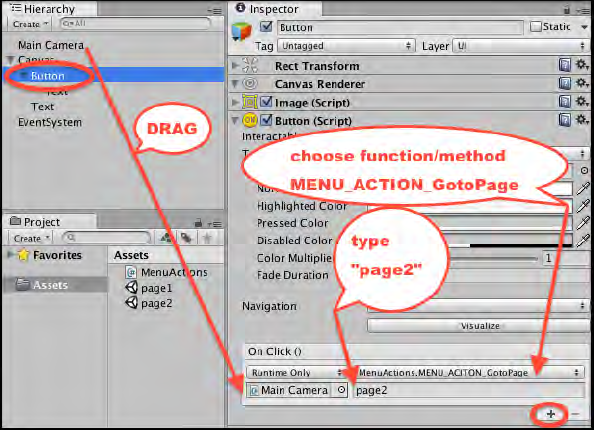 Hierarchy
Create
All
Main Camera
Canvas
Button
Text
Text
EventSystem
DRAG
Project
Create
Favorites
Assets
Assets
MenuActions
page1
page2
Inspector
Button
Static
Tag Untagged Layer UI
Rect Transform
Canvas Renderer
Image (Script)
Button (Script)
choose function/method
MENU_ACTION_GotoPage
Highlighted Color
Pressed Color
Disabled Color
Color Multiplie 1
Fade Duration
type
"page2"
Navigation
Visualize
On Click ()
Runtime Only MenuActions.MENU_ACITON_GotoPage
Main Camera page2
+ −